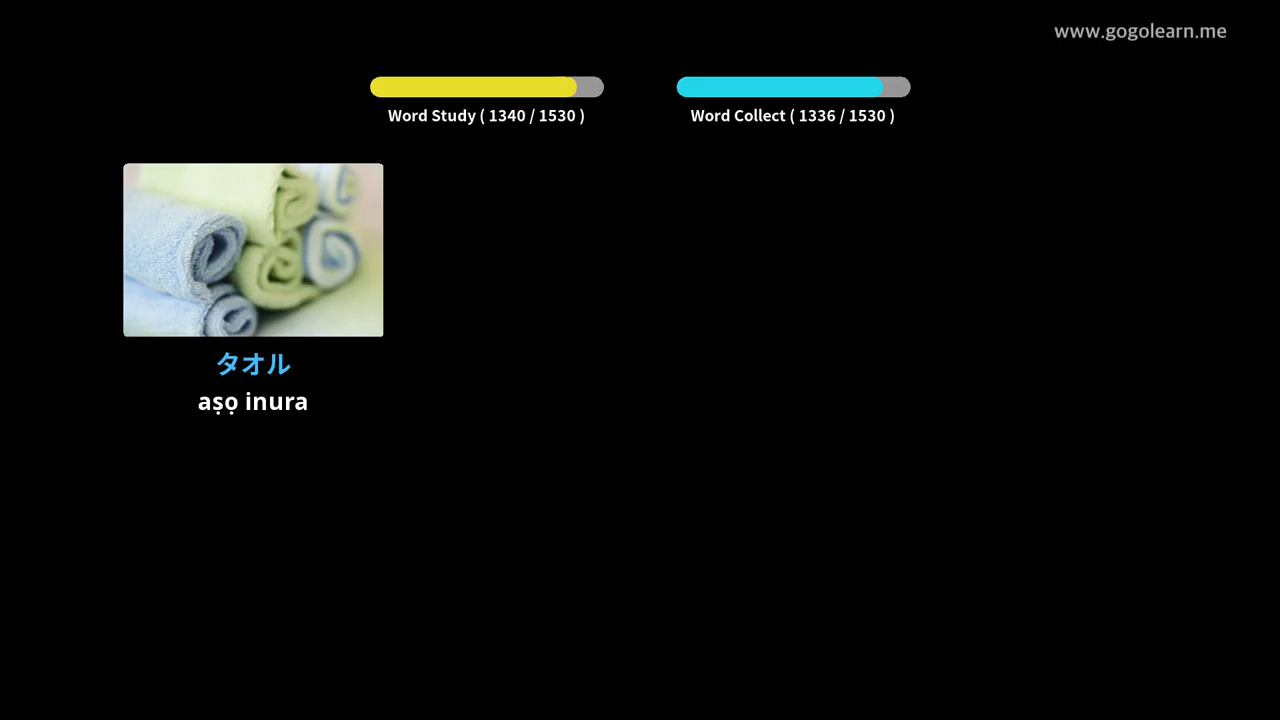 www.gogolearn.me
Word Study ( 1340 / 1530 )
Word Collect ( 1336 / 1530 )
タオル
aṣọ inura